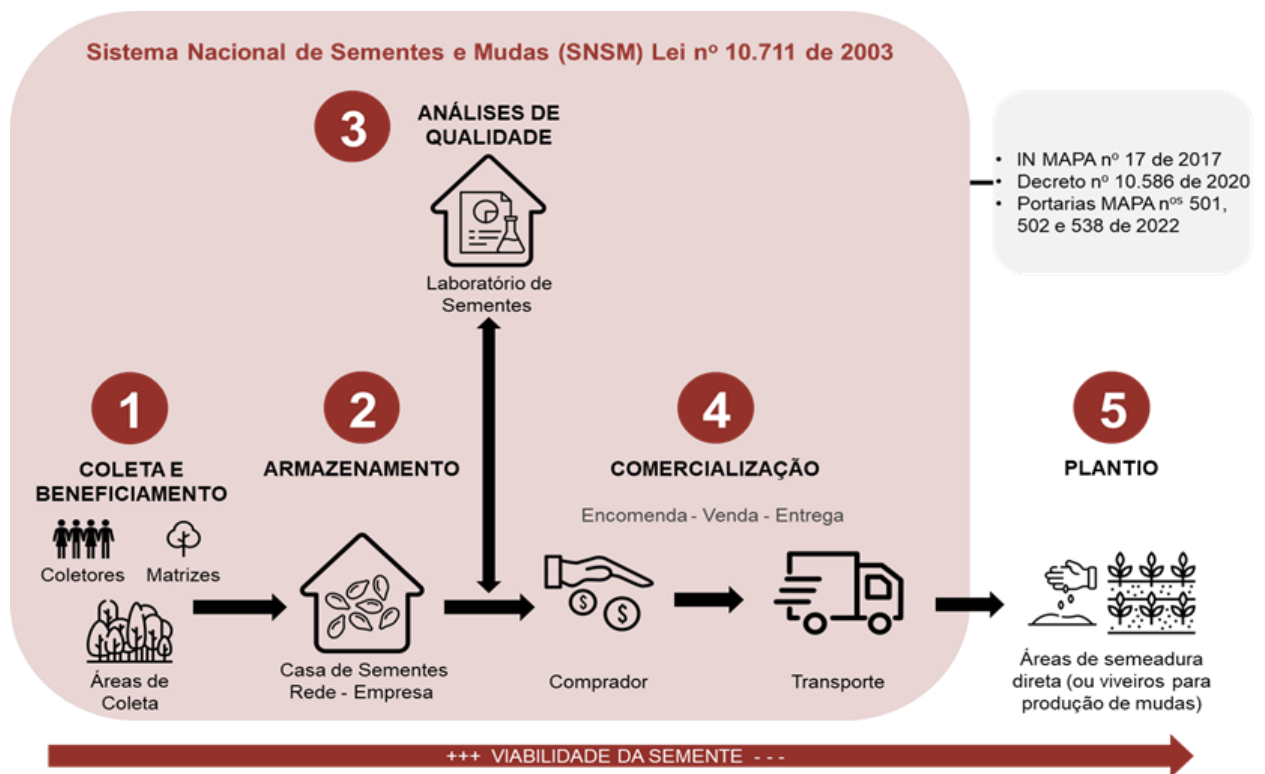 Sistema Nacional de Sementes e Mudas (SNSM) Lei nº 10.711 de 2003
3
ANÁLISES DE
QUALIDADE
Laboratório de
Sementes
• IN MAPA nº 17 de 2017
• Decreto nº 10.586 de 2020
• Portarias MAPA nºˢ 501,
502 e 538 de 2022
1
COLETA E
BENEFICIAMENTO
Coletores
Matrizes
Áreas de
Coleta
2
ARMAZENAMENTO
Casa de Sementes
Rede - Empresa
4
COMERCIALIZAÇÃO
Encomenda - Venda - Entrega
$
$
Comprador
Transporte
5
PLANTIO
Áreas de semeadura
direta (ou viveiros para
produção de mudas)
+++ VIABILIDADE DA SEMENTE - - -